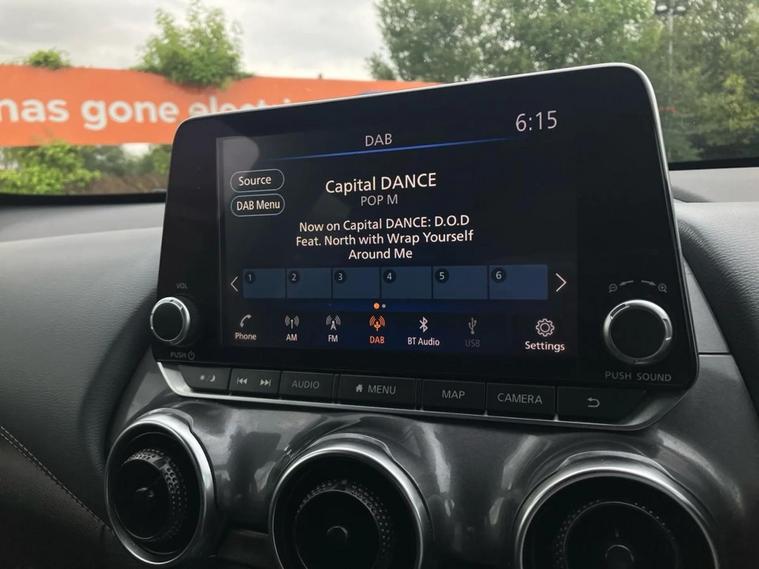 mas gone
6:15
DAB
Source
DAB Menu
Capital DANCE
POP M
Now on Capital DANCE: D.O.D
Feat. North with Wrap Yourself
Around Me
1 2 3 4 5 6
Phone AM FM DAB BT Audio USB Settings
VOL
PUSH
PUSH SOUND
AUDIO MENU MAP CAMERA